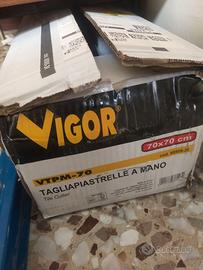 VIGOR
70x70 cm
VTPM-70
TAGLIAPIASTRELLE A MANO
Tile Cutter